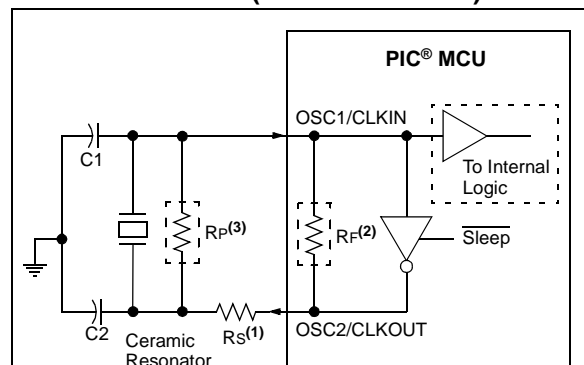 PIC® MCU
OSC1/CLKIN
C1
To Internal
Logic
RP(3)
RF(2)
Sleep
C2
Ceramic
Resonator
RS(1)
OSC2/CLKOUT